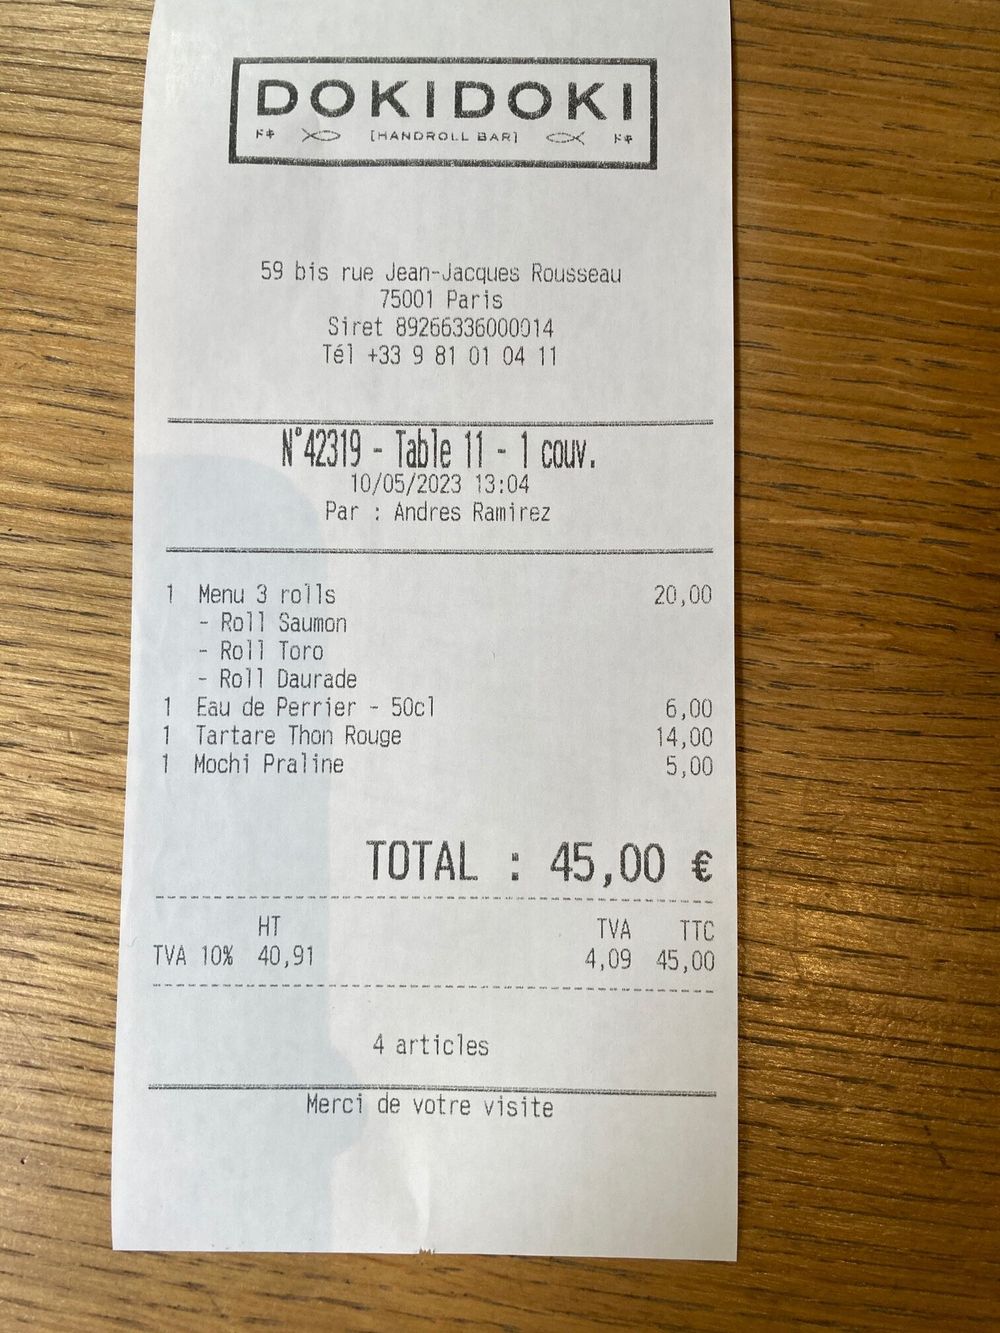 DOKIDOKI
ドキ [HANDROLL BAR] ドキ
59 bis rue Jean-Jacques Rousseau
75001 Paris
Siret 89266336000014
Tél +33 9 81 01 04 11
N°42319 - Table 11 - 1 couv.
10/05/2023 13:04
Par : Andres Ramirez
1 Menu 3 rolls 20,00
- Roll Saumon
- Roll Toro
- Roll Daurade
1 Eau de Perrier - 50cl 6,00
1 Tartare Thon Rouge 14,00
1 Mochi Praline 5,00
TOTAL : 45,00 €
HT TVA TTC
TVA 10% 40,91 4,09 45,00
4 articles
Merci de votre visite